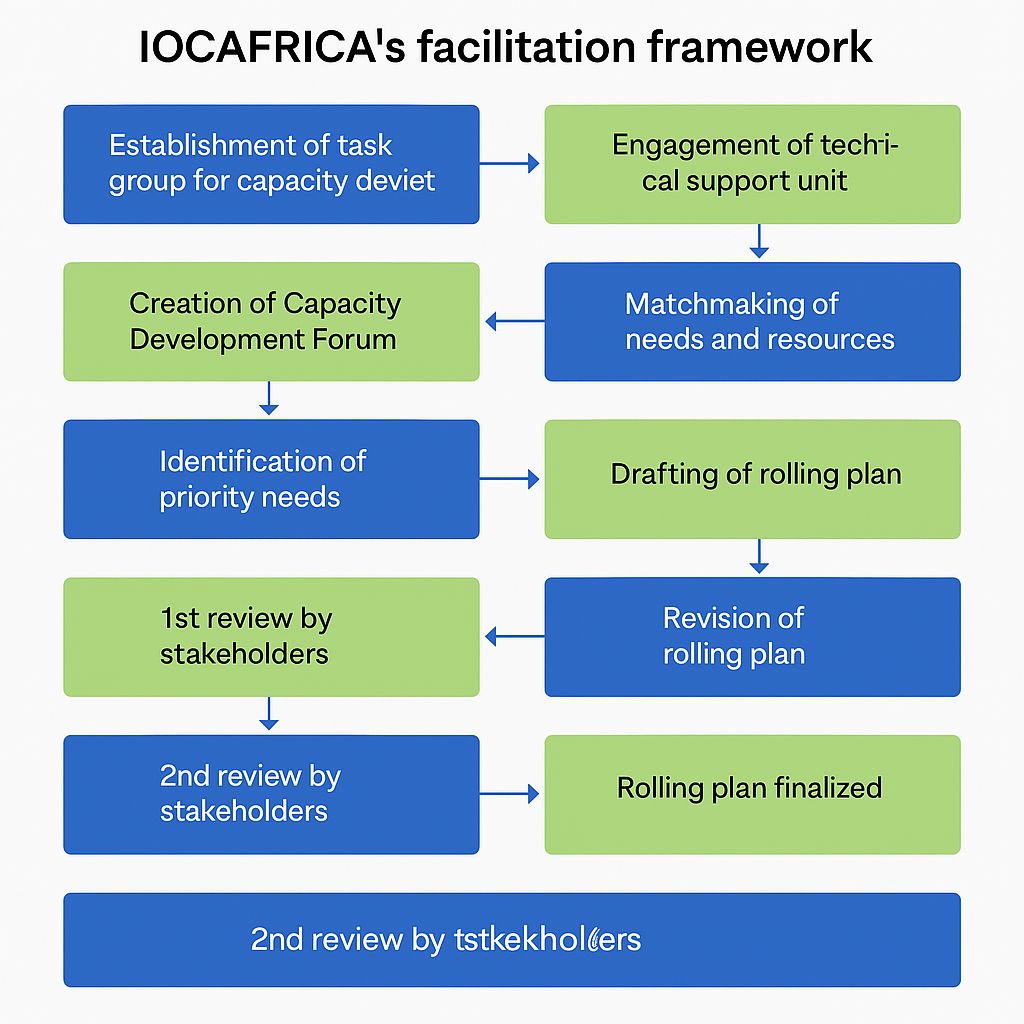 IOCAFRICA's facilitation framework
Establishment of task
group for capacity deviet
Engagement of techi-
cal support unit
Creation of Capacity
Development Forum
Matchmaking of
needs and resources
Identification of
priority needs
Drafting of rolling plan
1st review by
stakeholders
Revision of
rolling plan
2nd review by
stakeholders
Rolling plan finalized
2nd review by